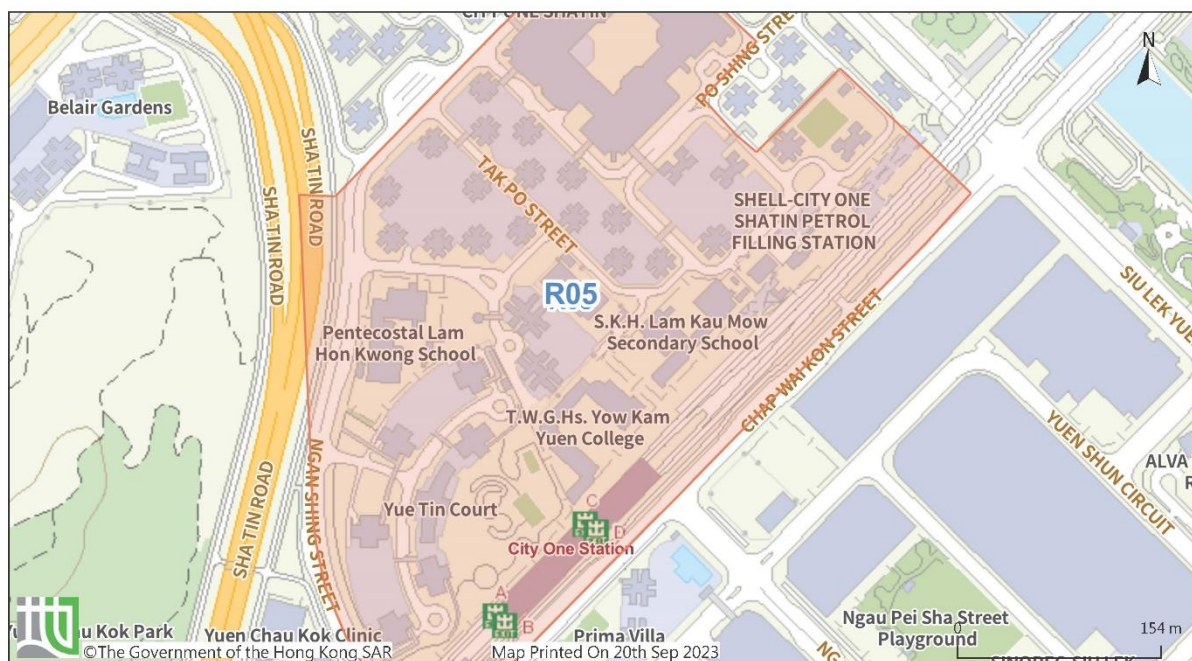 CITY ONE SHATIN
PO SHING STREET
N
Belair Gardens
SHA TIN ROAD
SHA TIN ROAD
TAK PO STREET
SHELL-CITY ONE
SHATIN PETROL
FILLING STATION
SIU LEK YUE
R05
Pentecostal Lam
Hon Kwong School
S.K.H. Lam Kau Mow
Secondary School
CHAP WAI KON STREET
T.W.G.Hs. Yow Kam
Yuen College
YUEN SHUN CIRCUIT
ALVA
R
NGAN SHING STREET
SHA TIN ROAD
Yue Tin Court
C
D
City One Station
A
B
Ngau Pei Sha Street
Playground
0
154 m
Chau Kok Park
Yuen Chau Kok Clinic
Prima Villa
NG
©The Government of the Hong Kong SAR
Map Printed On 20th Sep 2023